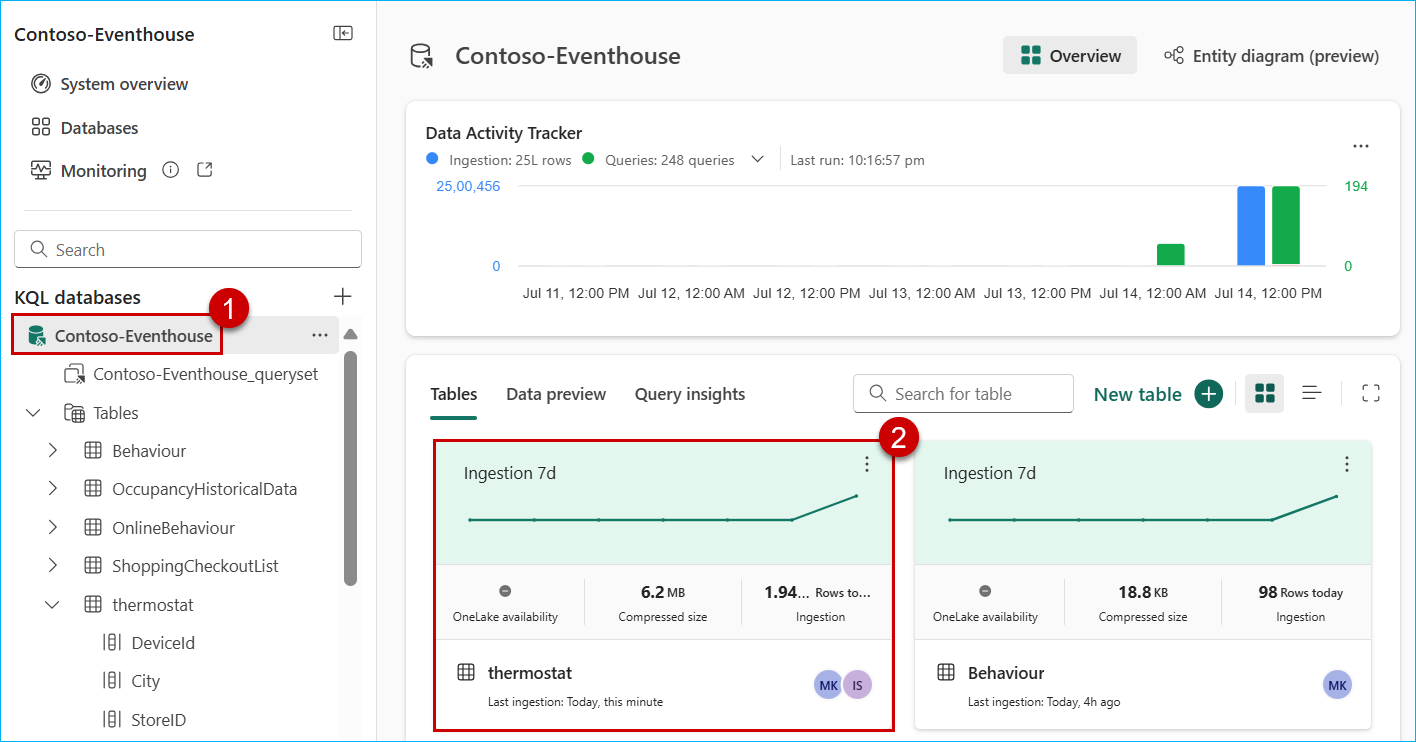 Contoso-Eventhouse
System overview
Databases
Monitoring
Search
KQL databases
1
Contoso-Eventhouse
Contoso-Eventhouse_queryset
Tables
Behaviour
OccupancyHistoricalData
OnlineBehaviour
ShoppingCheckoutList
thermostat
DeviceId
City
StoreID
Contoso-Eventhouse
Overview
Entity diagram (preview)
Data Activity Tracker
Ingestion: 25L rows Queries: 248 queries Last run: 10:16:57 pm
25,00,456 194
0 0
Jul 11, 12:00 PM Jul 12, 12:00 AM Jul 12, 12:00 PM Jul 13, 12:00 AM Jul 13, 12:00 PM Jul 14, 12:00 AM Jul 14, 12:00 PM
Tables Data preview Query insights Search for table New table
2
Ingestion 7d
6.2 MB 1.94... Rows to...
OneLake availability Compressed size Ingestion
thermostat
MK IS
Last ingestion: Today, this minute
Ingestion 7d
18.8 KB 98 Rows today
OneLake availability Compressed size Ingestion
Behaviour
MK
Last ingestion: Today, 4h ago